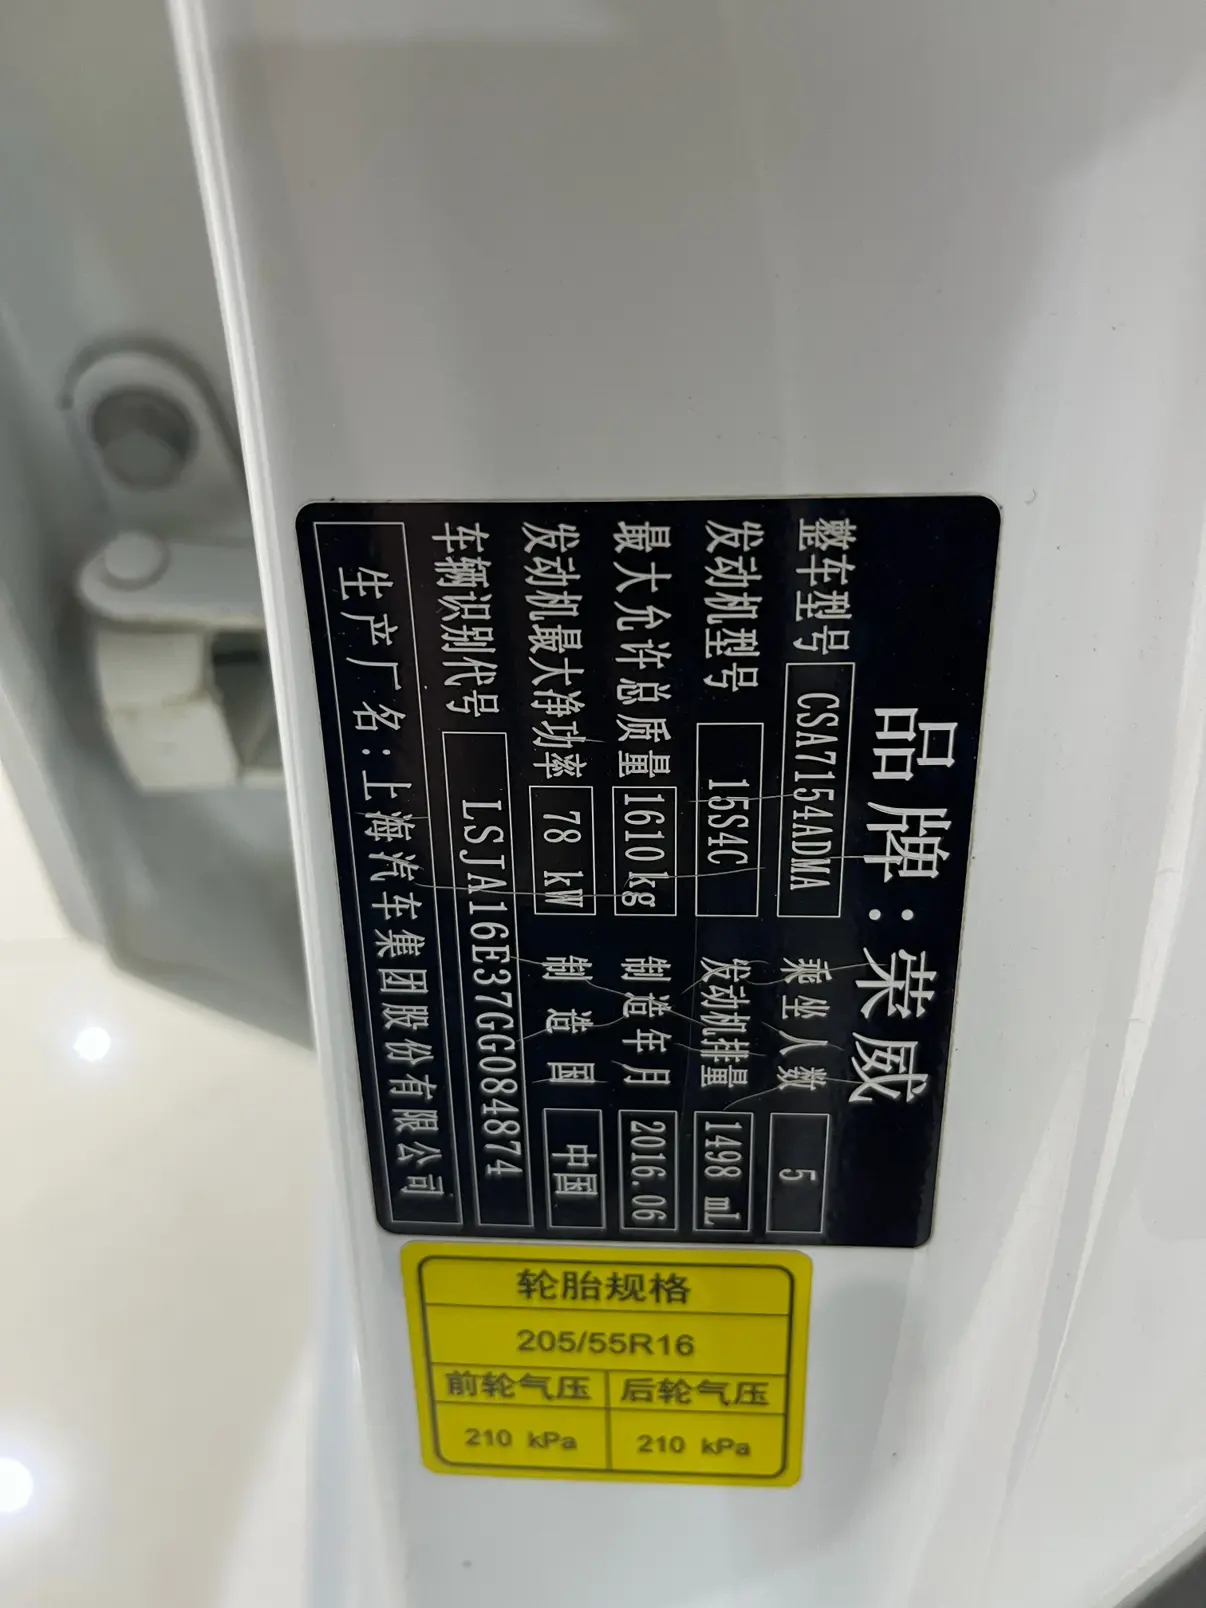 品牌：荣威
整车型号 CSA7154ADMA 乘坐人数 5
发动机型号 15S4C 发动机排量 1498 mL
最大允许总质量 1610kg 制造年月 2016.06
发动机最大净功率 78 kW 制造国 中国
车辆识别代号 LSJA16E37GG084874
生产厂名：上海汽车集团股份有限公司
轮胎规格
205/55R16
前轮气压 后轮气压
210 kPa 210 kPa